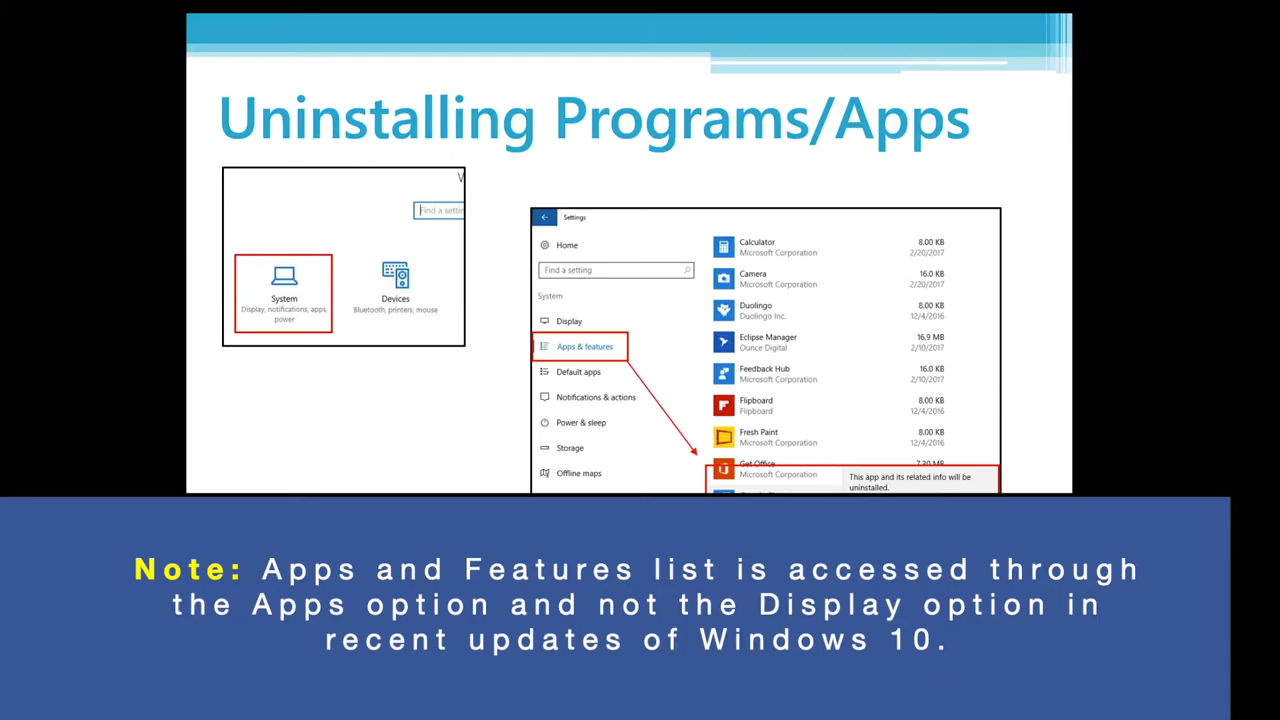 Uninstalling Programs/Apps
Find a settin
System
Display, notifications, apps,
power
Devices
Bluetooth, printers, mouse
Settings
Home
Find a setting
System
Display
Apps & features
Default apps
Notifications & actions
Power & sleep
Storage
Offline maps
Calculator 8.00 KB
Microsoft Corporation 2/20/2017
Camera 16.0 KB
Microsoft Corporation 2/20/2017
Duolingo 8.00 KB
Duolingo Inc. 12/4/2016
Eclipse Manager 16.9 MB
Ounce Digital 2/10/2017
Feedback Hub 16.0 KB
Microsoft Corporation 2/10/2017
Flipboard 8.00 KB
Flipboard 12/4/2016
Fresh Paint 8.00 KB
Microsoft Corporation 12/4/2016
Get Office 7.30 MB
Microsoft Corporation
This app and its related info will be
uninstalled.
Note: Apps and Features list is accessed through
the Apps option and not the Display option in
recent updates of Windows 10.